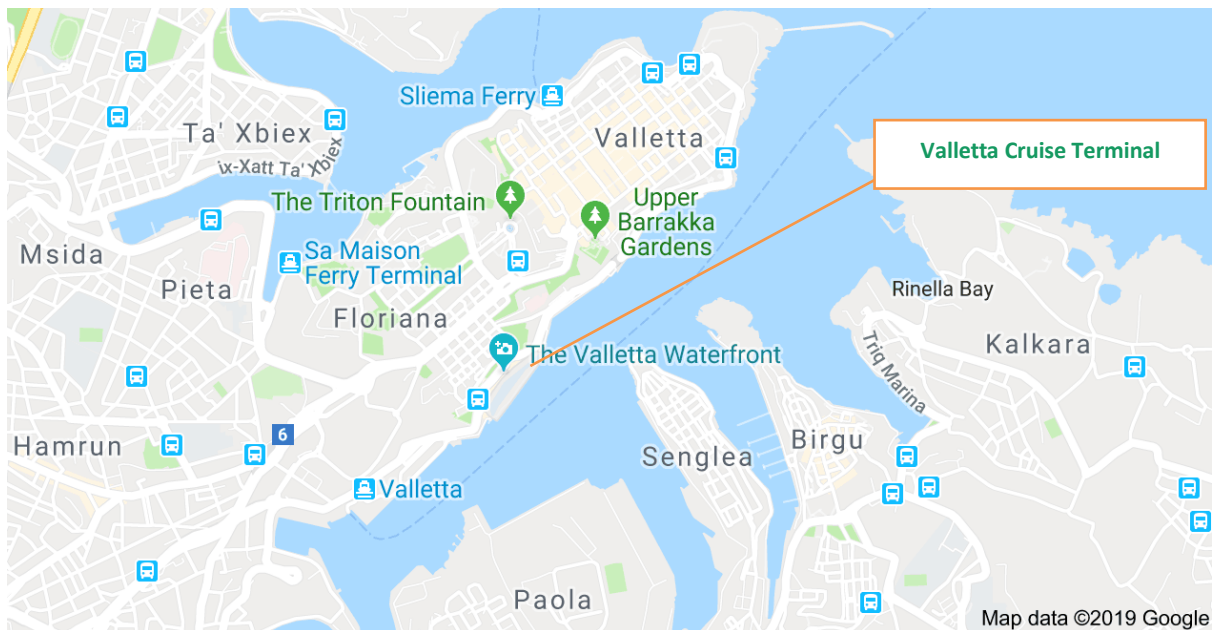 Sliema Ferry
Ta' Xbiex
Valletta
Valletta Cruise Terminal
ix-Xatt Ta' Xbiex
The Triton Fountain
Upper
Barrakka
Gardens
Msida
Sa Maison
Ferry Terminal
Pieta
Rinella Bay
Floriana
The Valletta Waterfront
Kalkara
Triq Marina
6
Hamrun
Birgu
Senglea
Valletta
Paola
Map data ©2019 Google